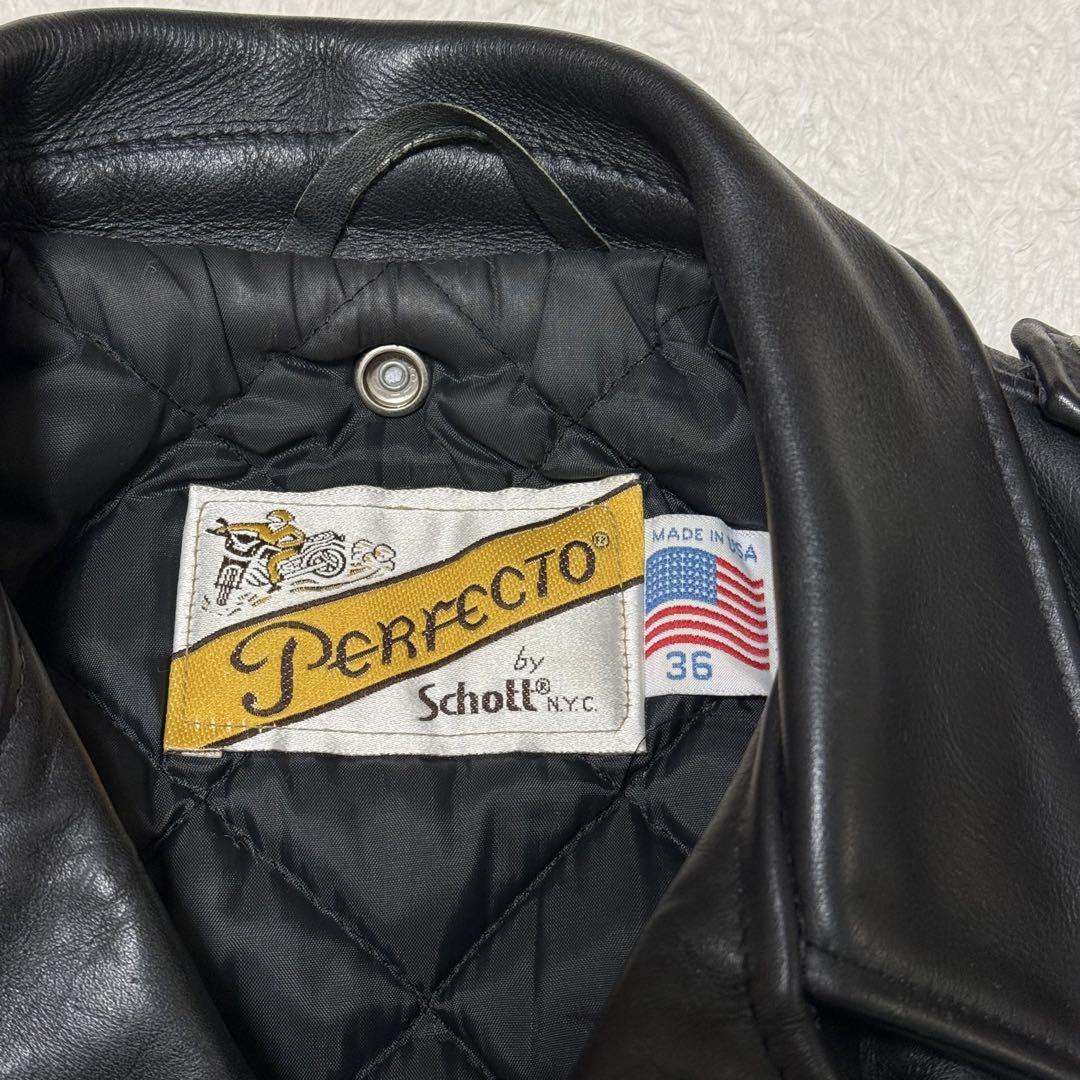 PERFECTO®
by
Schott® N.Y.C.
MADE IN USA
36